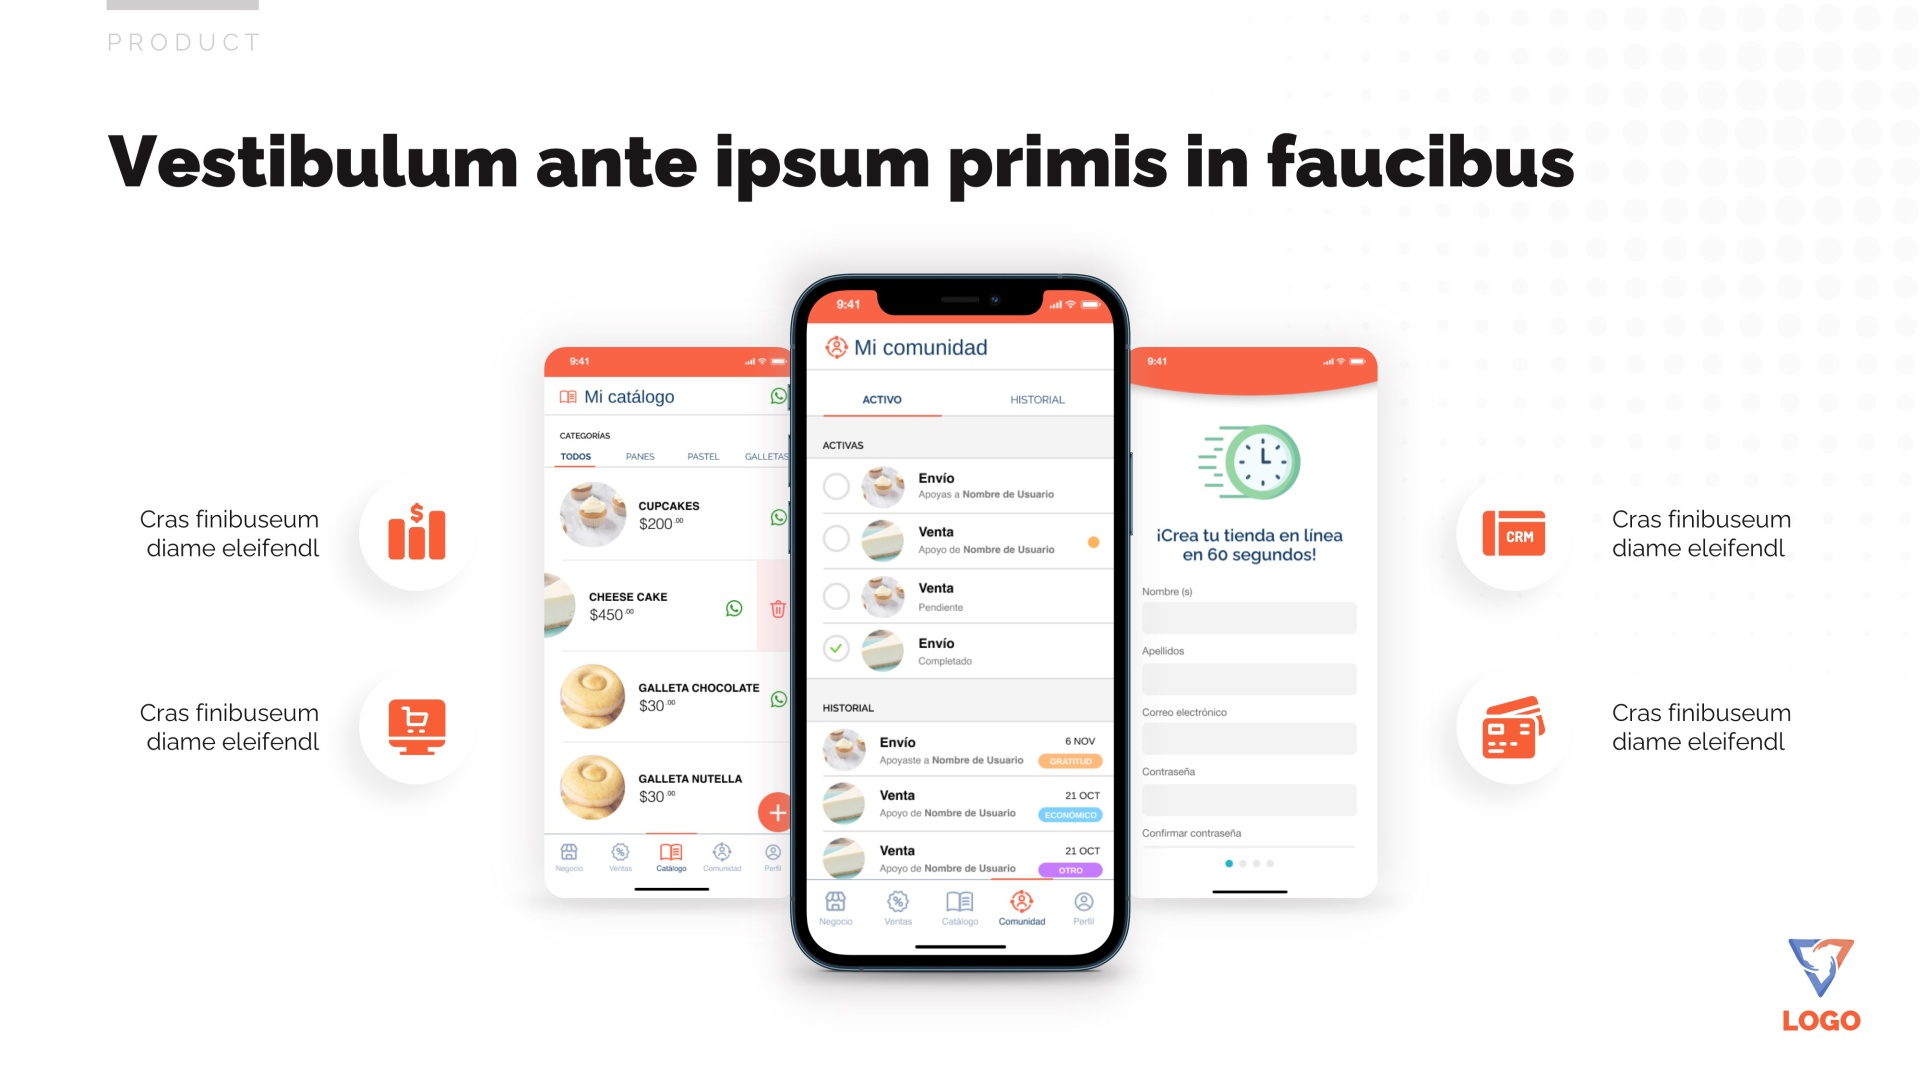 PRODUCT
Vestibulum ante ipsum primis in faucibus
Cras finibuseum
diame eleifendl
Cras finibuseum
diame eleifendl
9:41
Mi catálogo
CATEGORÍAS
TODOS PANES PASTEL GALLETAS
CUPCAKES
$200.00
CHEESE CAKE
$450.00
GALLETA CHOCOLATE
$30.00
GALLETA NUTELLA
$30.00
Negocio Ventas Catálogo Comunidad Perfil
9:41
Mi comunidad
ACTIVO HISTORIAL
ACTIVAS
Envío
Apoyas a Nombre de Usuario
Venta
Apoyo de Nombre de Usuario
Venta
Pendiente
Envío
Completado
HISTORIAL
Envío 6 NOV
Apoyaste a Nombre de Usuario GRATITUD
Venta 21 OCT
Apoyo de Nombre de Usuario ECONÓMICO
Venta 21 OCT
Apoyo de Nombre de Usuario OTRO
Negocio Ventas Catálogo Comunidad Perfil
9:41
¡Crea tu tienda en línea
en 60 segundos!
Nombre (s)
Apellidos
Correo electrónico
Contraseña
Confirmar contraseña
CRM
Cras finibuseum
diame eleifendl
Cras finibuseum
diame eleifendl
LOGO